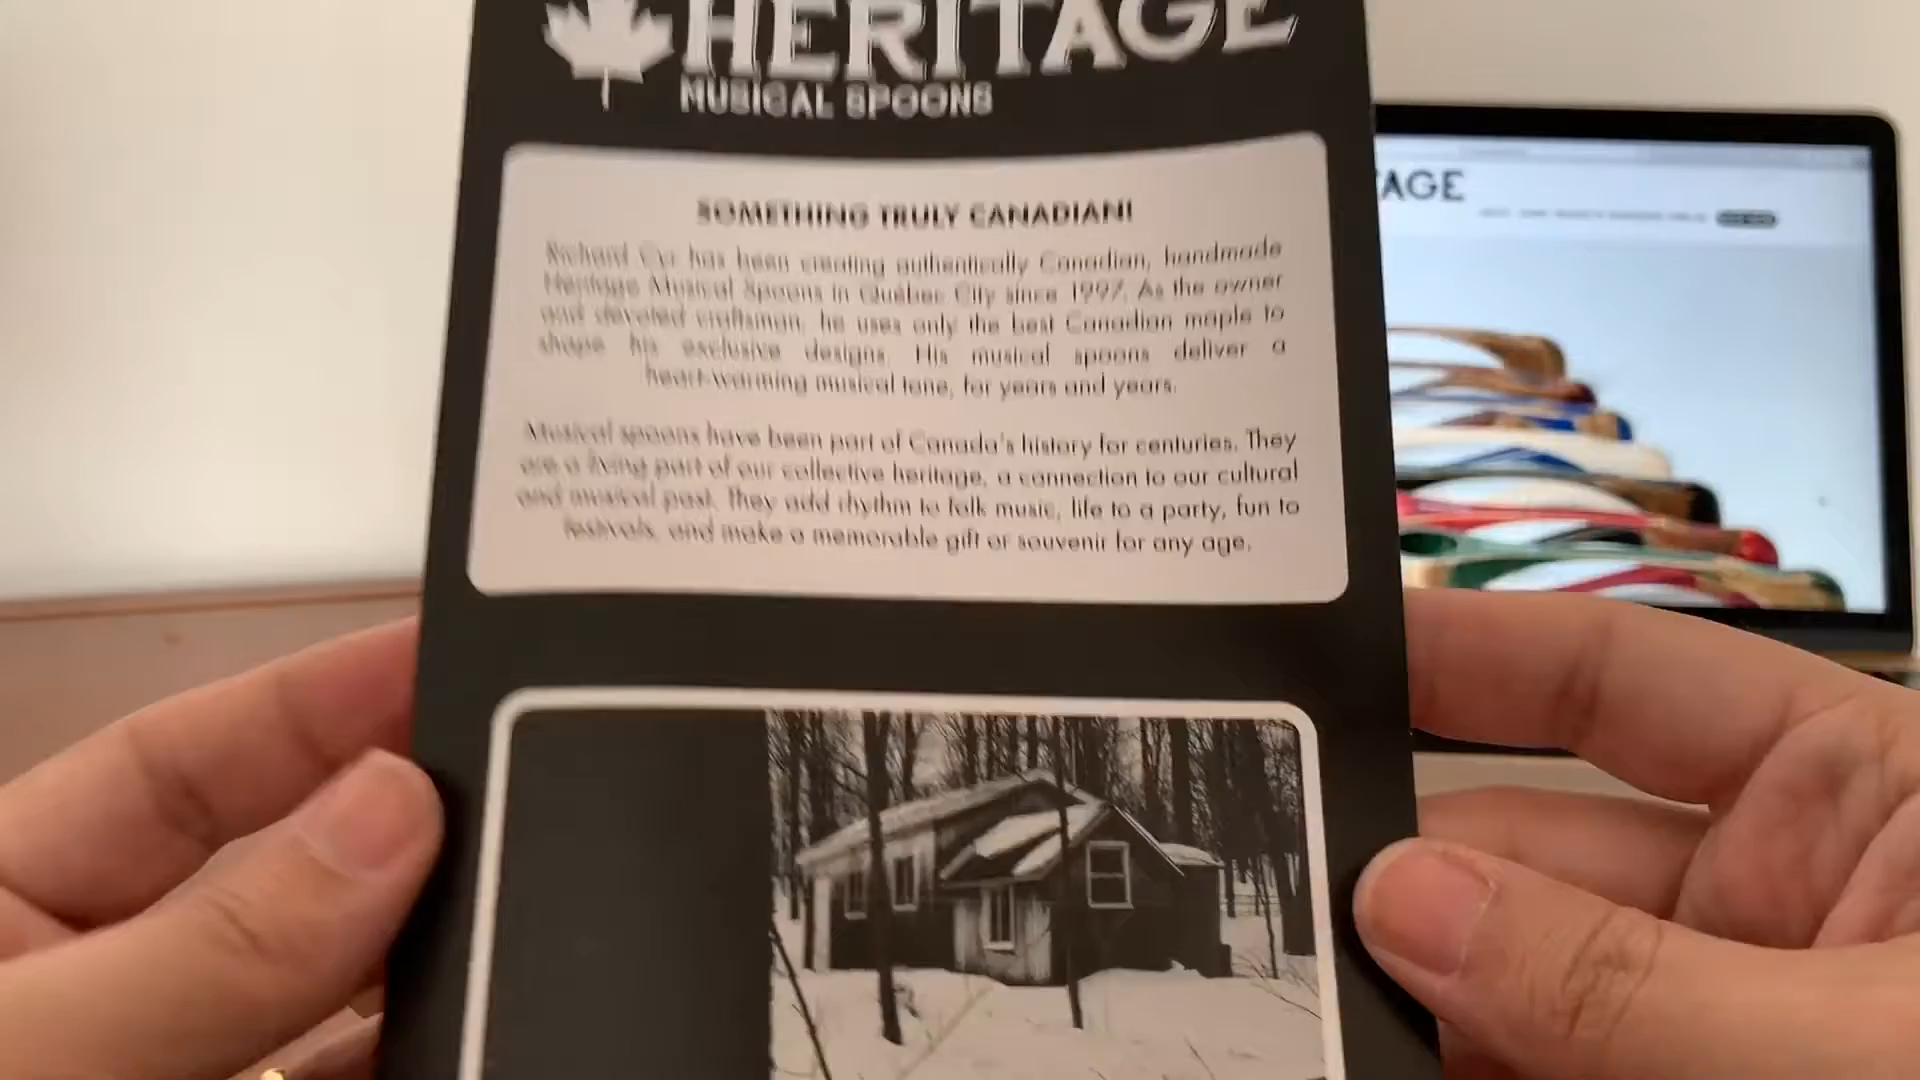 HERITAGE
MUSICAL SPOONS
SOMETHING TRULY CANADIAN!
Richard Cyr has been creating authentically Canadian, handmade
Heritage Musical Spoons in Québec City since 1997. As the owner
and devoted craftsman, he uses only the best Canadian maple to
shape his exclusive designs. His musical spoons deliver a
heart-warming musical tone, for years and years.
Musical spoons have been part of Canada's history for centuries. They
are a living part of our collective heritage, a connection to our cultural
and musical past. They add rhythm to folk music, life to a party, fun to
festivals, and make a memorable gift or souvenir for any age.
TAGE